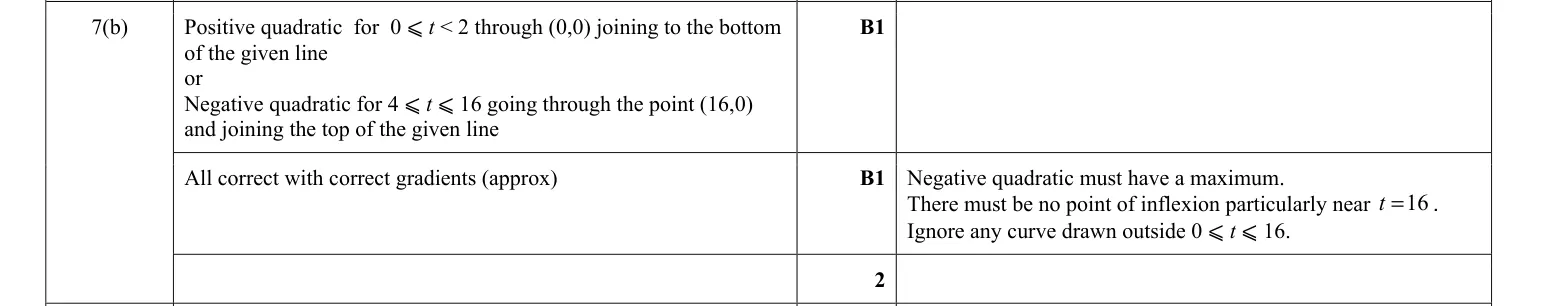 7(b)
Positive quadratic for 0 ⩽ t < 2 through (0,0) joining to the bottom
of the given line
or
Negative quadratic for 4 ⩽ t ⩽ 16 going through the point (16,0)
and joining the top of the given line
B1
All correct with correct gradients (approx)
B1
Negative quadratic must have a maximum.
There must be no point of inflexion particularly near t = 16 .
Ignore any curve drawn outside 0 ⩽ t ⩽ 16.
2